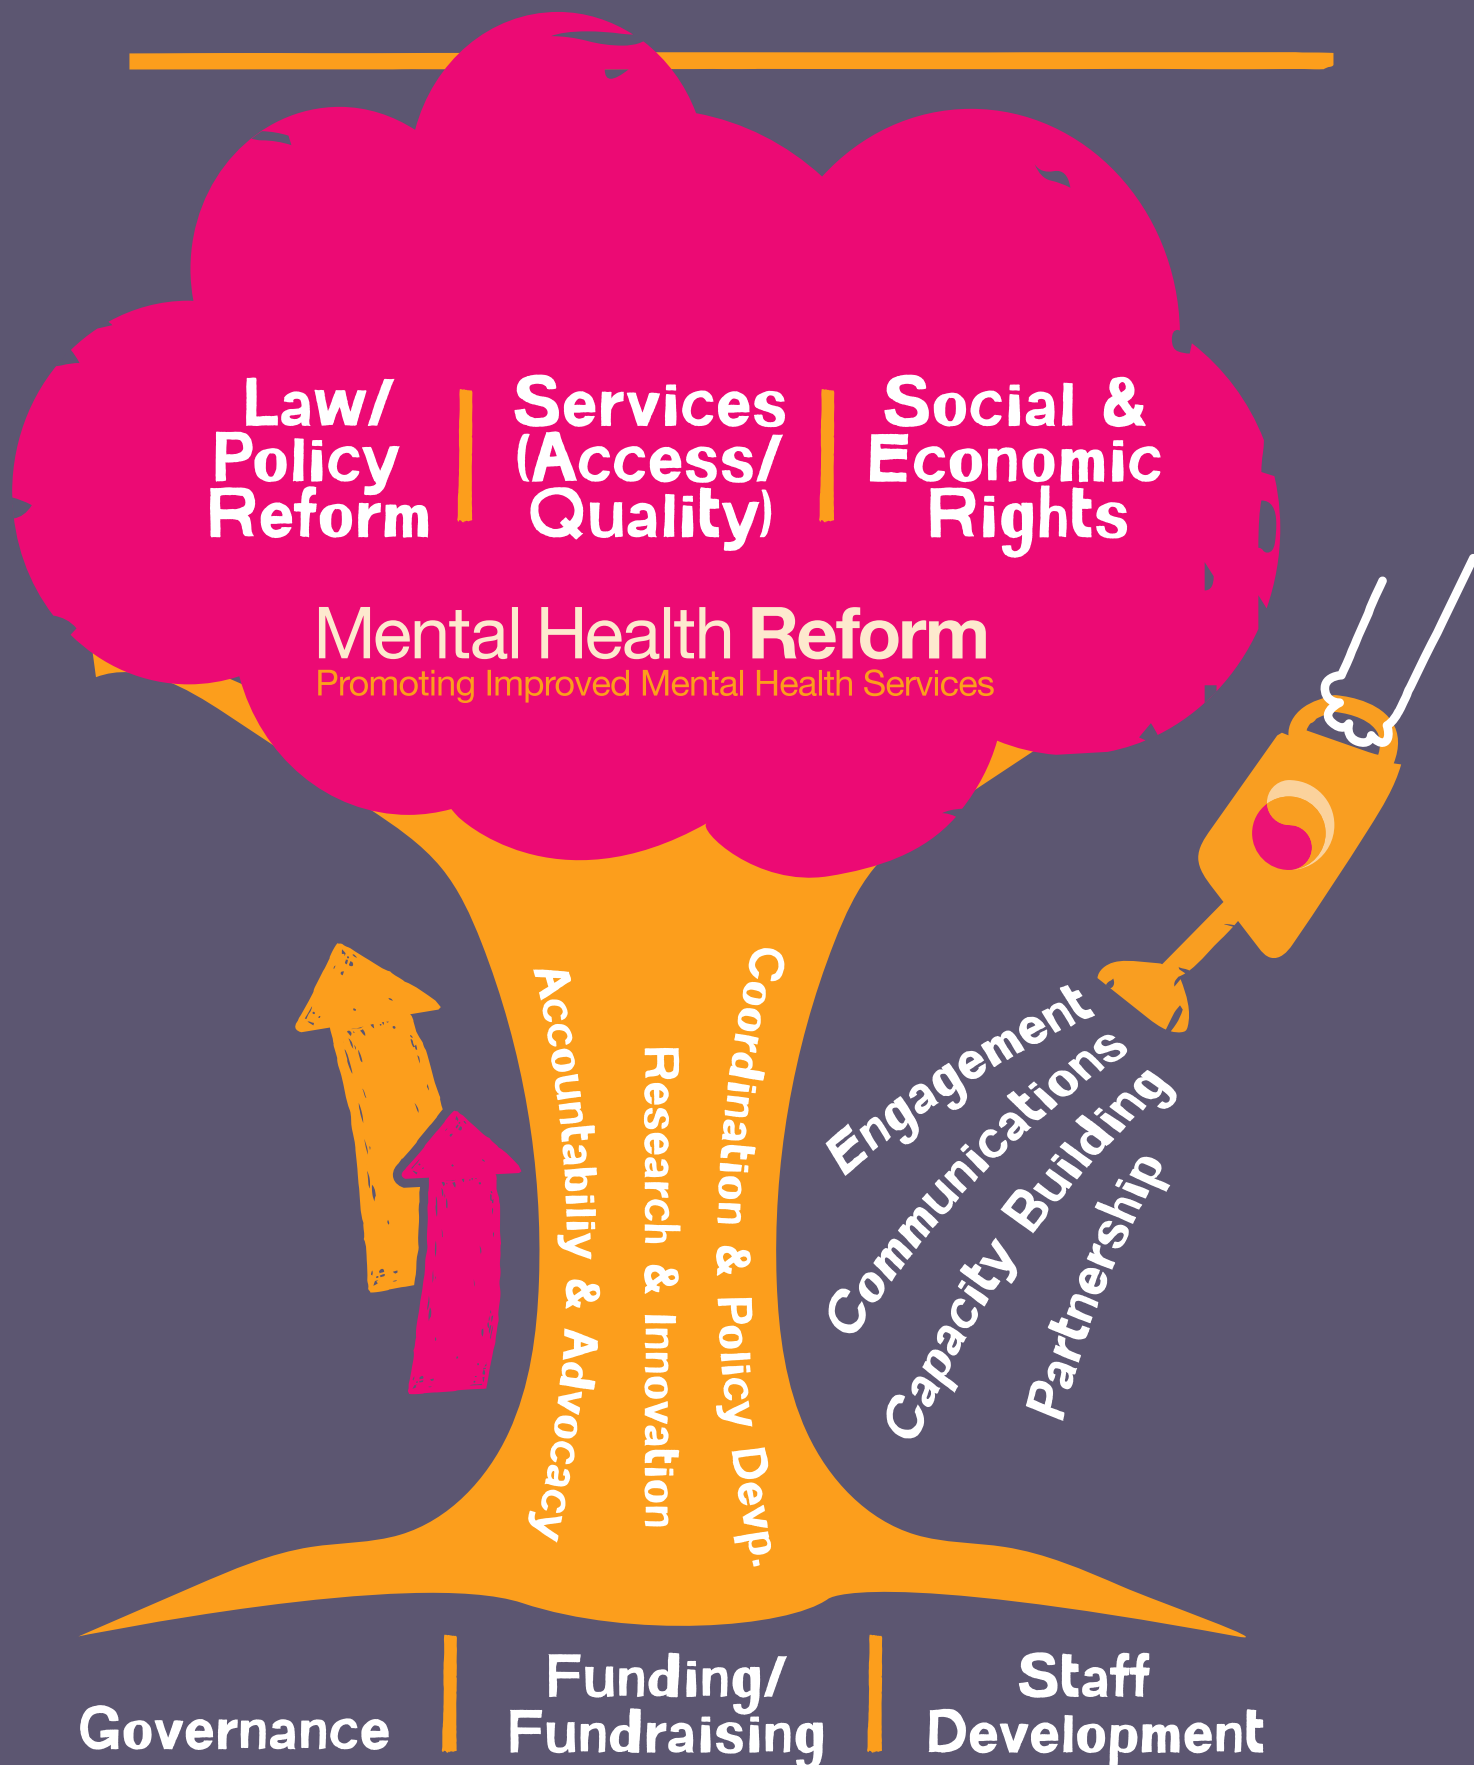 Law/
Policy
Reform
Services
(Access/
Quality)
Social &
Economic
Rights
Mental Health Reform
Promoting Improved Mental Health Services
Accountabiliy & Advocacy
Research & Innovation
Coordination & Policy Devp.
Engagement
Communications
Capacity Building
Partnership
Governance
Funding/
Fundraising
Staff
Development